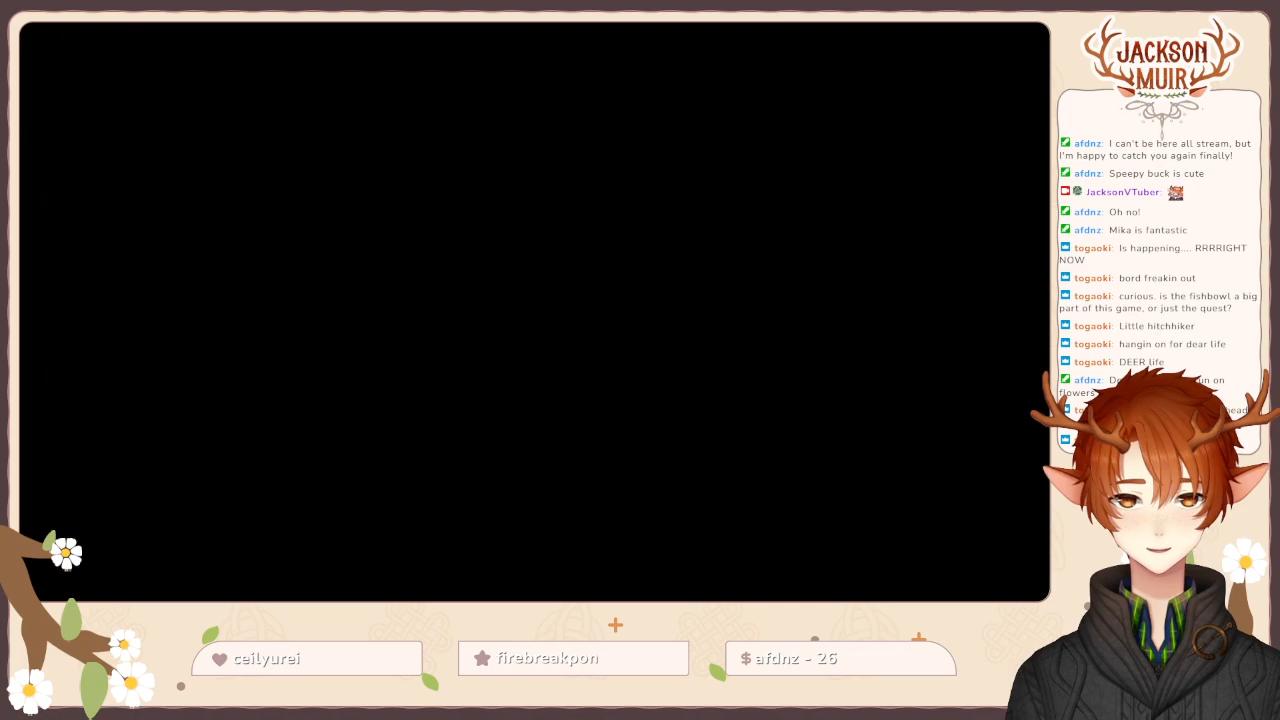 JACKSON
MUIR
afdnz: I can't be here all stream, but
I'm happy to catch you again finally!
afdnz: Speepy buck is cute
JacksonVTuber:
afdnz: Oh no!
afdnz: Mika is fantastic
togaoki: Is happening.... RRRRIGHT
NOW
togaoki: bord freakin out
togaoki: curious. is the fishbowl a big
part of this game, or just the quest?
togaoki: Little hitchhiker
togaoki: hangin on for dear life
togaoki: DEER life
afdnz: on
flowers
ceilyurei
firebreakpon
$ afdnz - 26